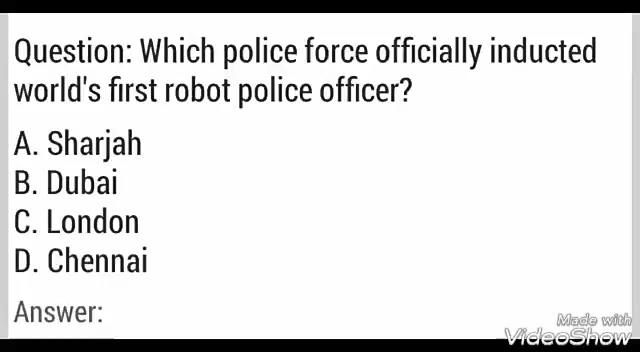 Question: Which police force officially inducted
world's first robot police officer?
A. Sharjah
B. Dubai
C. London
D. Chennai
Answer:
Made with
VideoShow